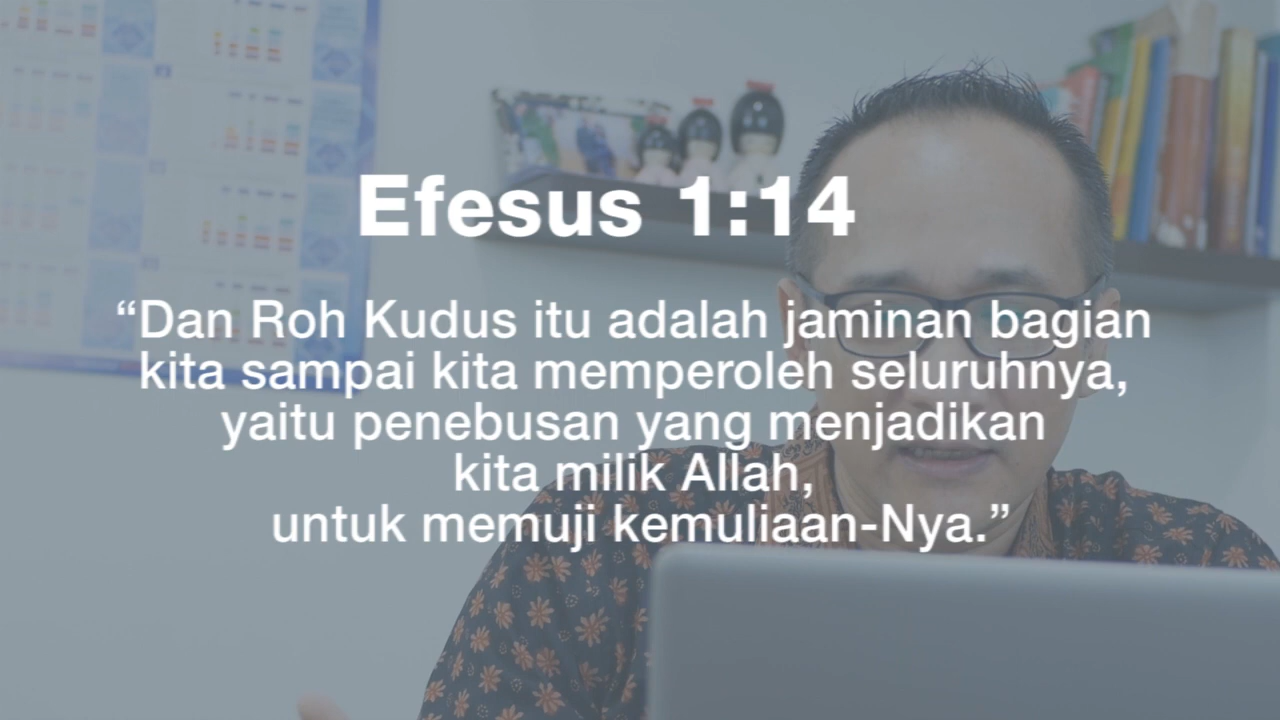 Efesus 1:14
“Dan Roh Kudus itu adalah jaminan bagian
kita sampai kita memperoleh seluruhnya,
yaitu penebusan yang menjadikan
kita milik Allah,
untuk memuji kemuliaan-Nya.”